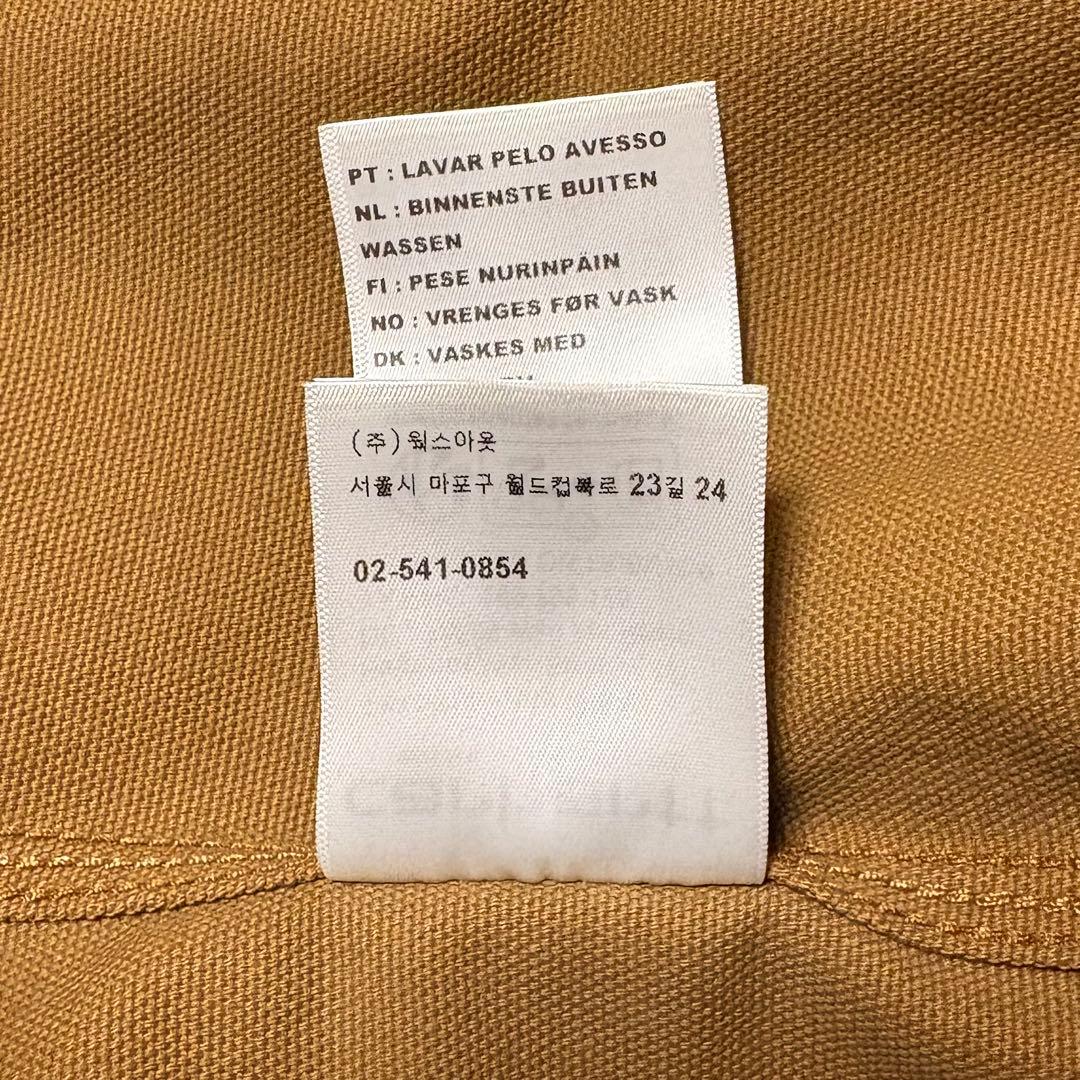 PT : LAVAR PELO AVESSO
NL : BINNENSTE BUITEN
WASSEN
FI : PESE NURINPÄIN
NO : VRENGES FØR VASK
DK : VASKES MED
(주)웍스아웃
서울시 마포구 월드컵북로 23길 24
02-541-0854